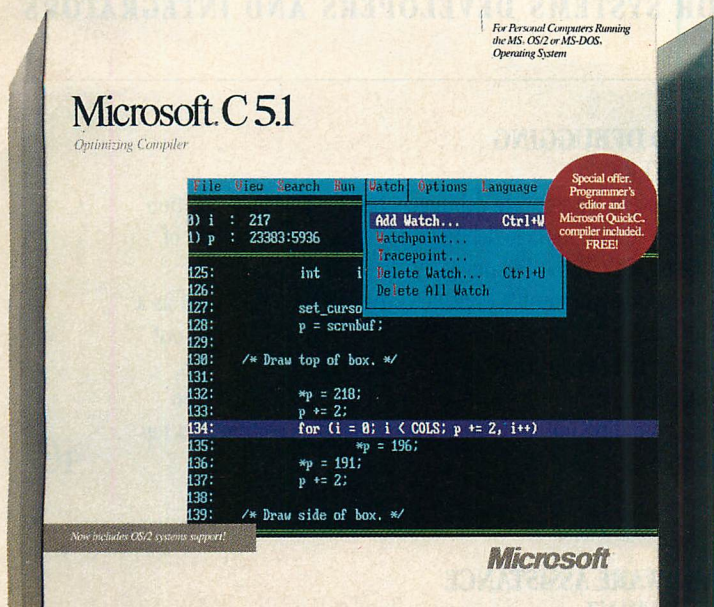 For Personal Computers Running
the MS. OS/2 or MS-DOS.
Operating System
Microsoft. C 5.1
Optimizing Compiler
Special offer.
Programmer's
editor and
Microsoft QuickC.
compiler included.
FREE!
File View Search Run Watch Options Language
0) i : 217
1) p : 23383:5936
Add Watch... Ctrl+W
Watchpoint...
Tracepoint...
Delete Watch... Ctrl+U
Delete All Watch
125: int i
126:
127: set_curso
128: p = scrnbuf;
129:
130: /* Draw top of box. */
131:
132: *p = 218;
133: p += 2;
134: for (i = 0; i < COLS; p += 2, i++)
135: *p = 196;
136: *p = 191;
137: p += 2;
138:
139: /* Draw side of box. */
Now includes OS/2 systems support!
Microsoft